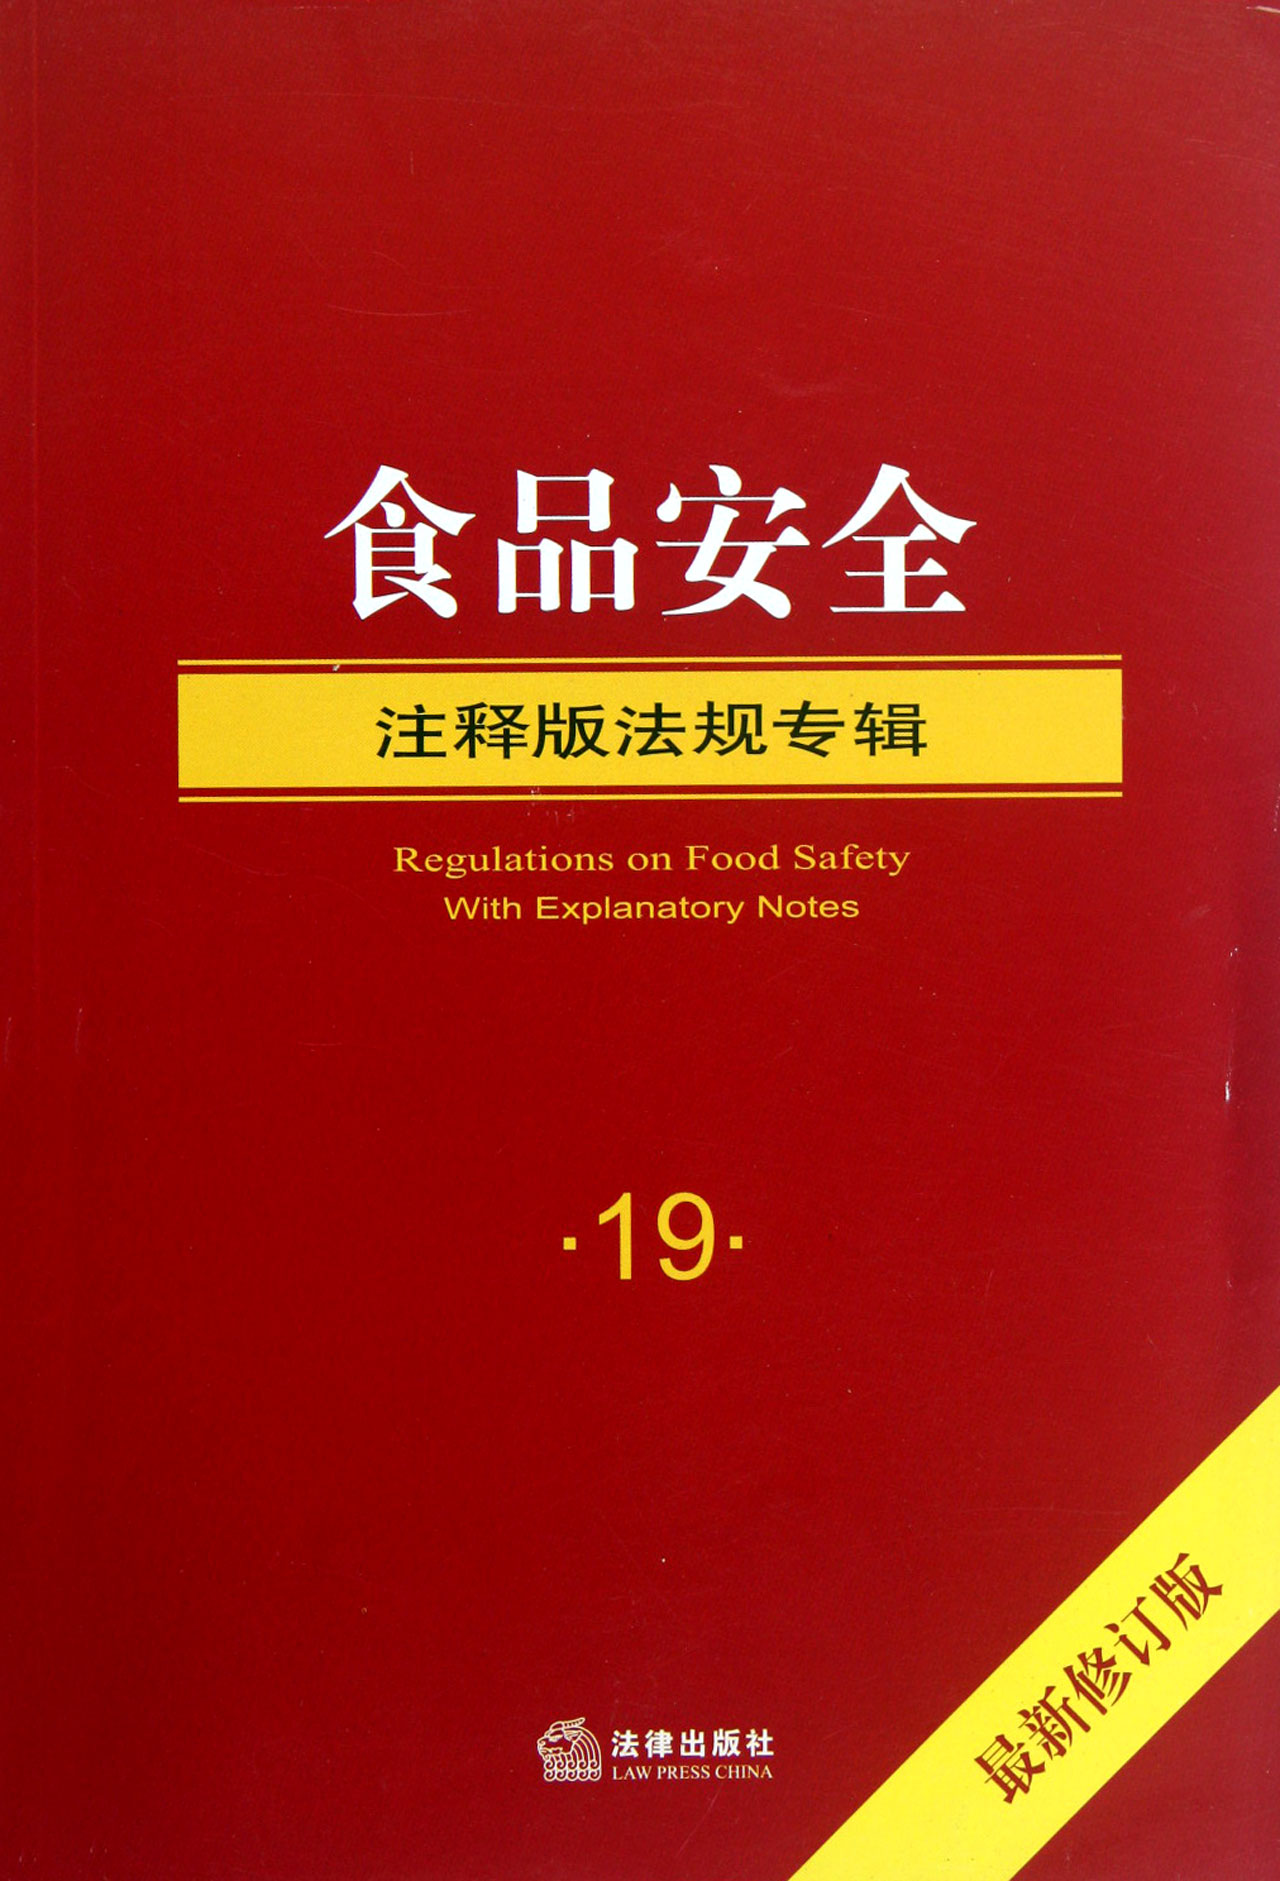 食品安全
注释版法规专辑
Regulations on Food Safety
With Explanatory Notes
·19·
最新修订版
法律出版社
LAW PRESS CHINA